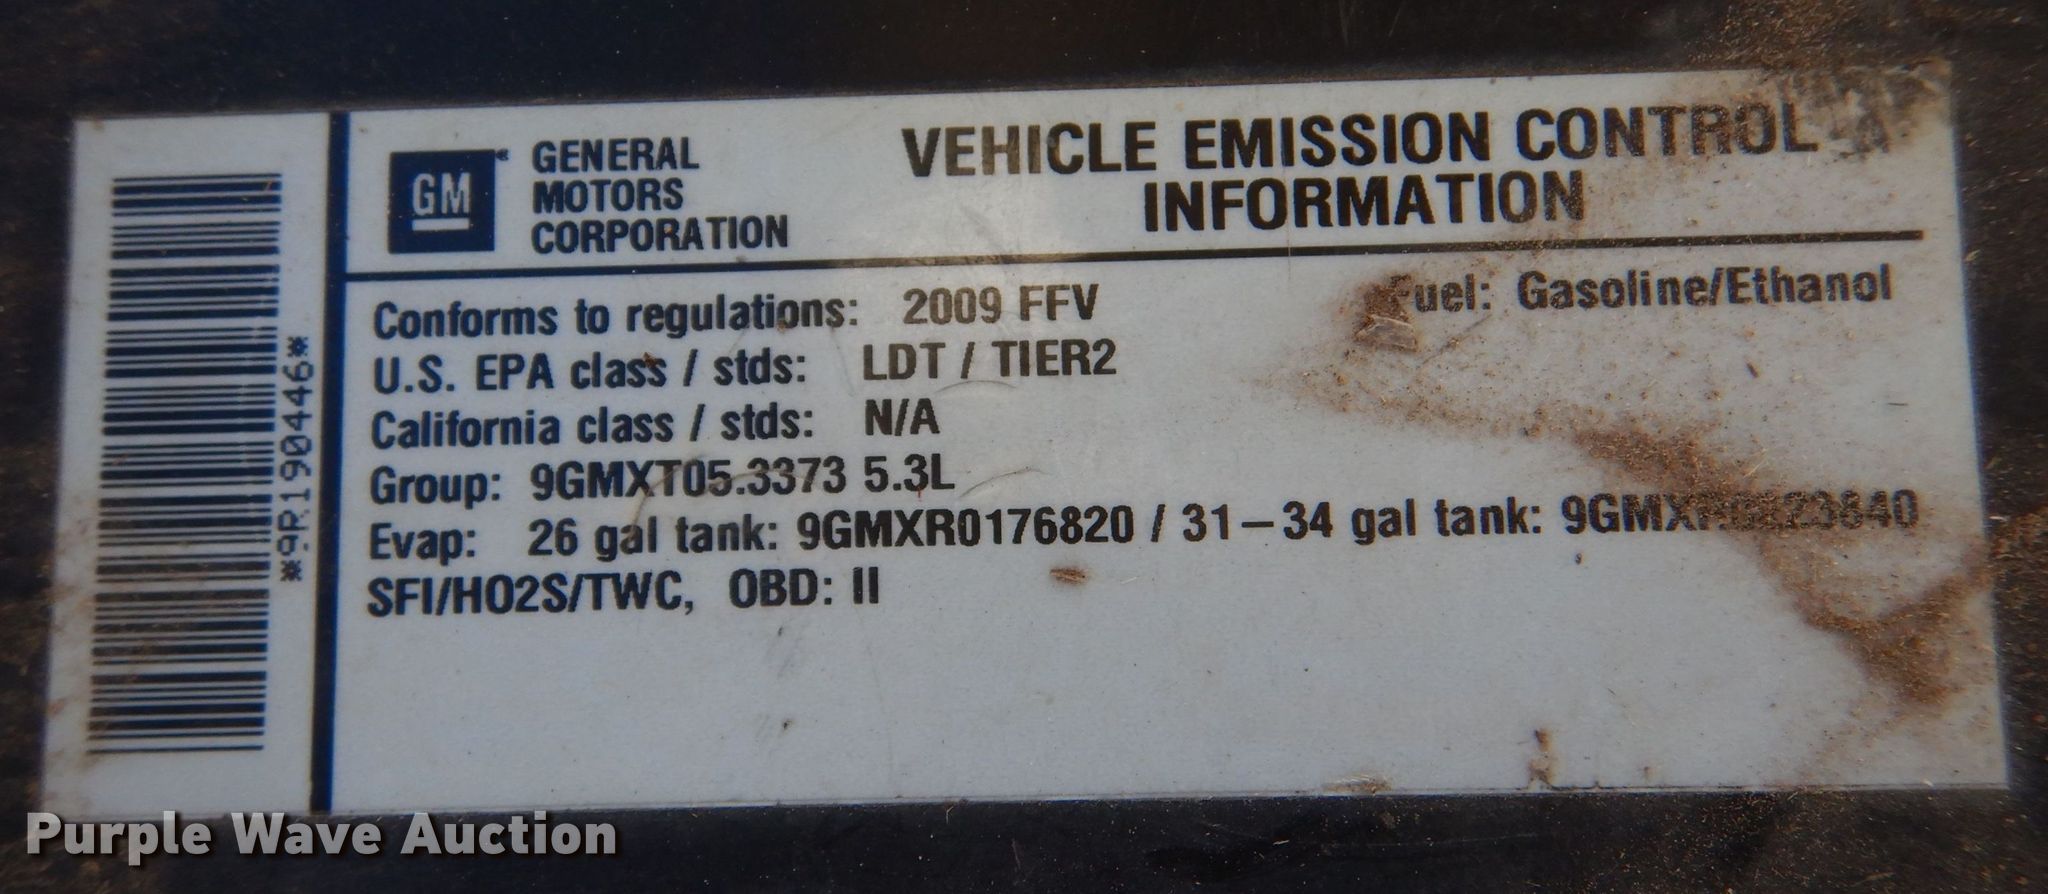 *9R190446*
GM
GENERAL
MOTORS
CORPORATION
VEHICLE EMISSION CONTROL
INFORMATION
Conforms to regulations: 2009 FFV
Fuel: Gasoline/Ethanol
U.S. EPA class / stds: LDT / TIER2
California class / stds: N/A
Group: 9GMXT05.3373 5.3L
Evap: 26 gal tank: 9GMXR0176820 / 31-34 gal tank:
SFI/HO2S/TWC, OBD: II
Purple Wave Auction